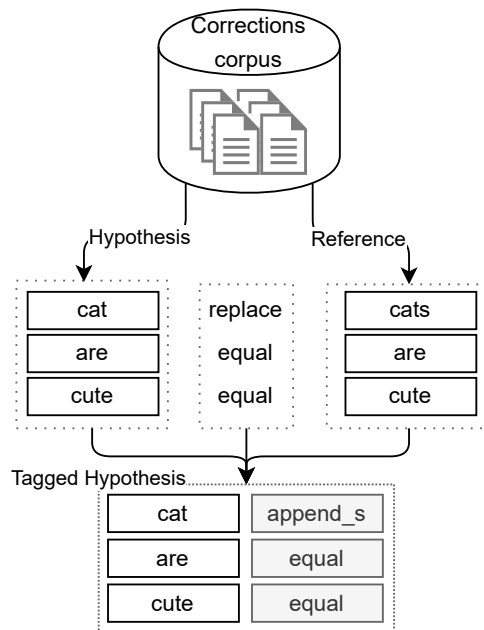 Corrections
corpus
Hypothesis
Reference
cat
replace
cats
are
equal
are
cute
equal
cute
Tagged Hypothesis
cat
append_s
are
equal
cute
equal